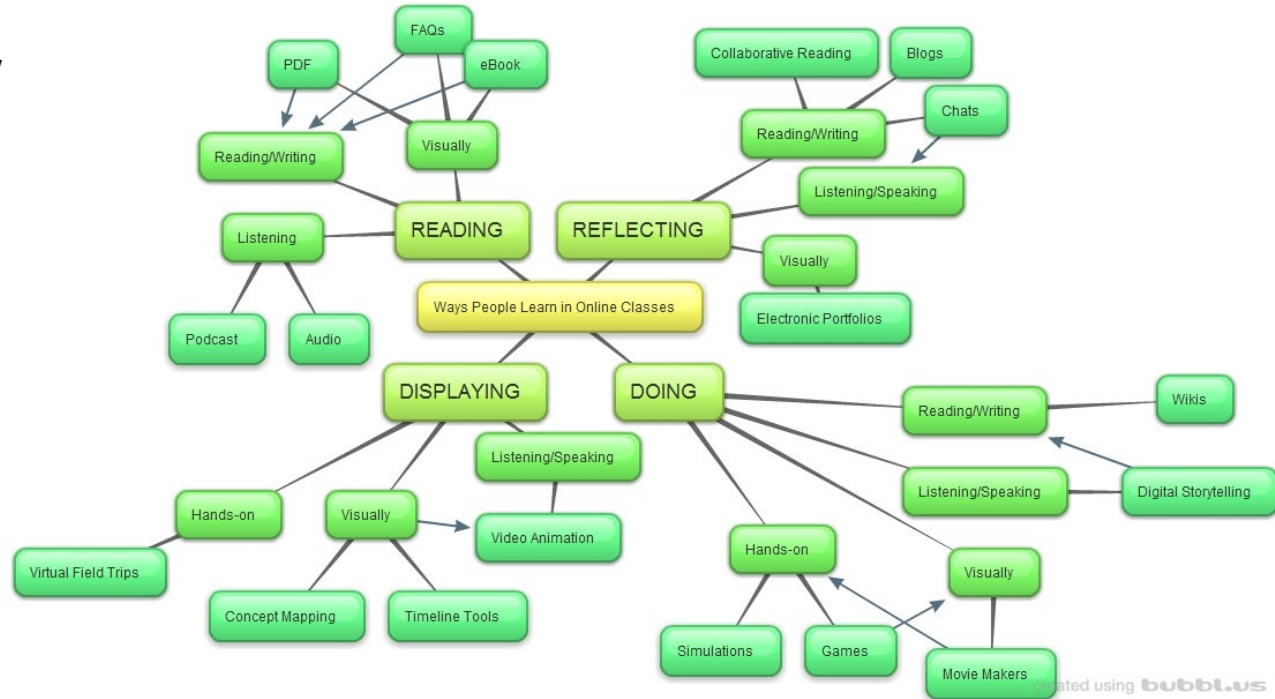 FAQs
PDF
eBook
Reading/Writing
Visually
READING
Listening
Podcast
Audio
Collaborative Reading
Blogs
Chats
Reading/Writing
Listening/Speaking
REFLECTING
Visually
Electronic Portfolios
Ways People Learn in Online Classes
DISPLAYING
Listening/Speaking
Hands-on
Visually
Video Animation
Virtual Field Trips
Concept Mapping
Timeline Tools
DOING
Reading/Writing
Wikis
Listening/Speaking
Digital Storytelling
Hands-on
Visually
Simulations
Games
Movie Makers
created using bubbl.us